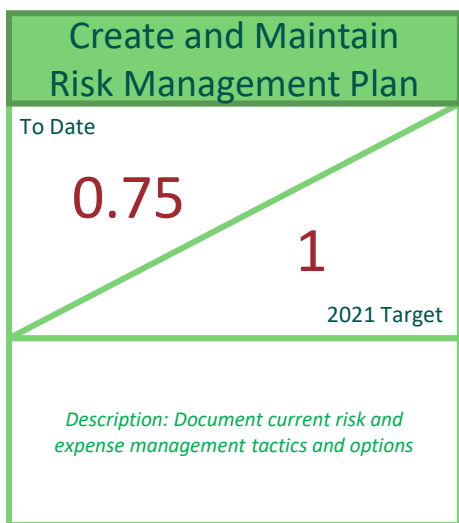 Create and Maintain
Risk Management Plan
To Date
0.75
1
2021 Target
Description: Document current risk and
expense management tactics and options